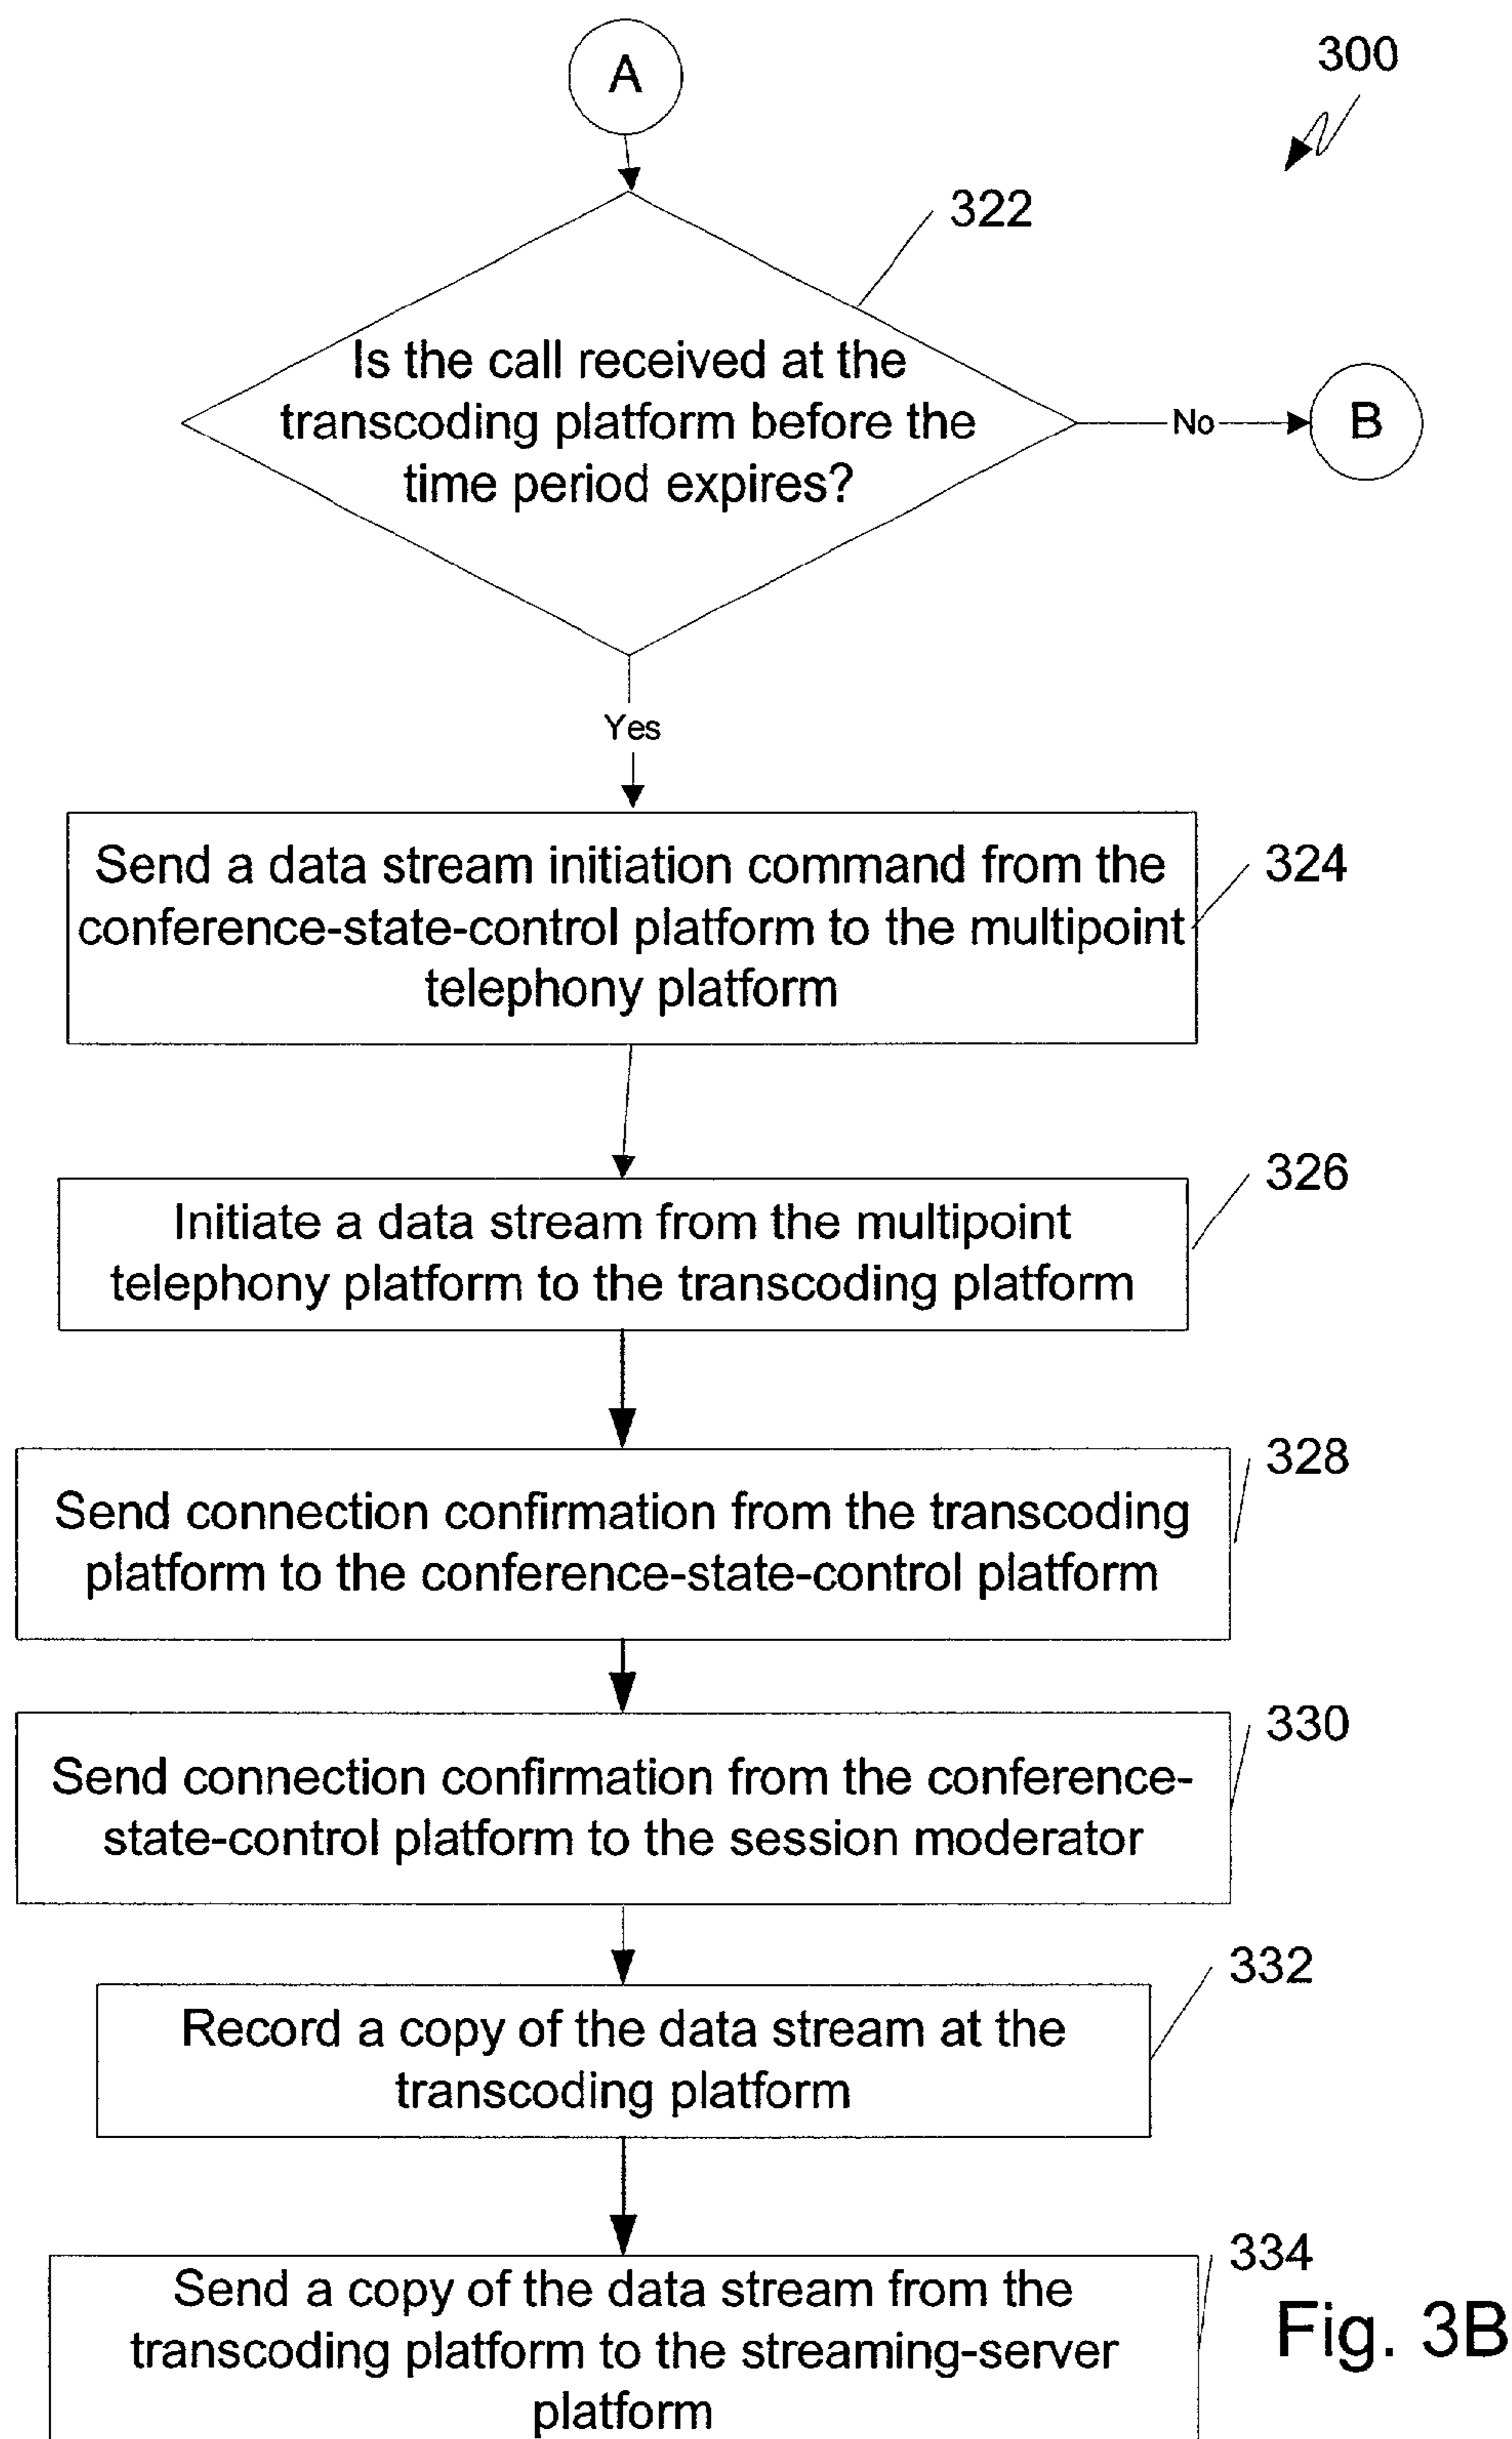 A
300
322
Is the call received at the
transcoding platform before the
time period expires?
No
B
Yes
Send a data stream initiation command from the
conference-state-control platform to the multipoint
telephony platform
324
Initiate a data stream from the multipoint
telephony platform to the transcoding platform
326
Send connection confirmation from the transcoding
platform to the conference-state-control platform
328
Send connection confirmation from the conference-
state-control platform to the session moderator
330
Record a copy of the data stream at the
transcoding platform
332
Send a copy of the data stream from the
transcoding platform to the streaming-server
platform
334
Fig. 3B